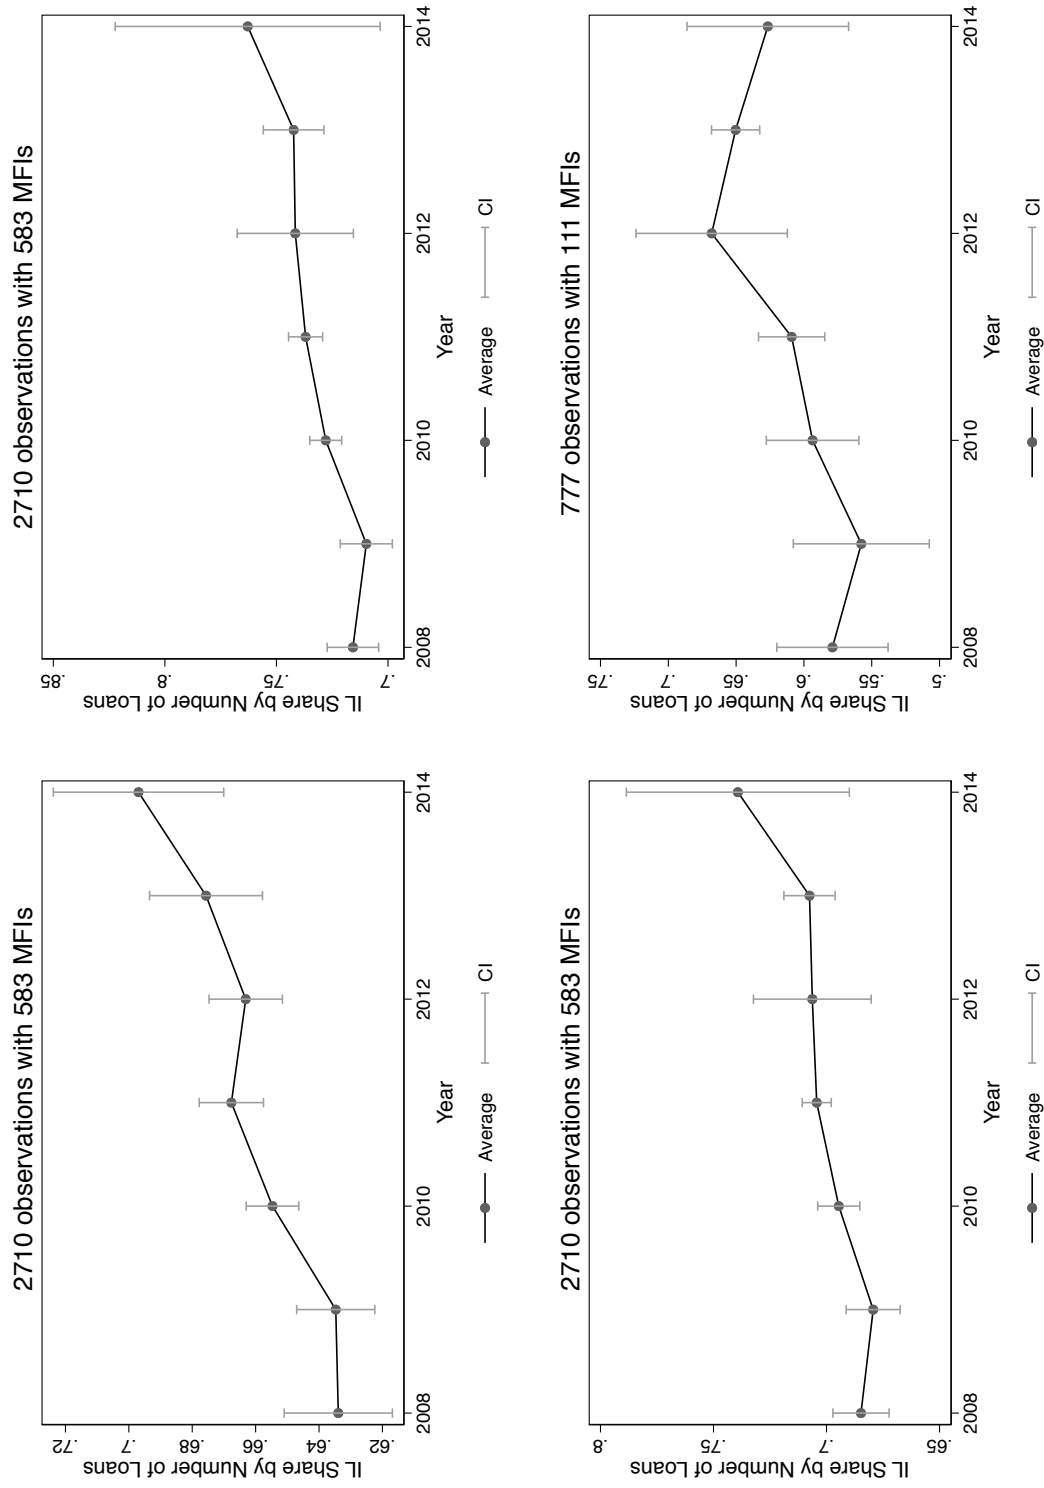 2710 observations with 583 MFIs
IL Share by Number of Loans
.72
.7
.68
.66
.64
.62
2008 2010 2012 2014
Year
Average CI
2710 observations with 583 MFIs
IL Share by Number of Loans
.85
.8
.75
.7
2008 2010 2012 2014
Year
Average CI
2710 observations with 583 MFIs
IL Share by Number of Loans
.8
.75
.7
.65
2008 2010 2012 2014
Year
Average CI
777 observations with 111 MFIs
IL Share by Number of Loans
.75
.7
.65
.6
.55
.5
2008 2010 2012 2014
Year
Average CI